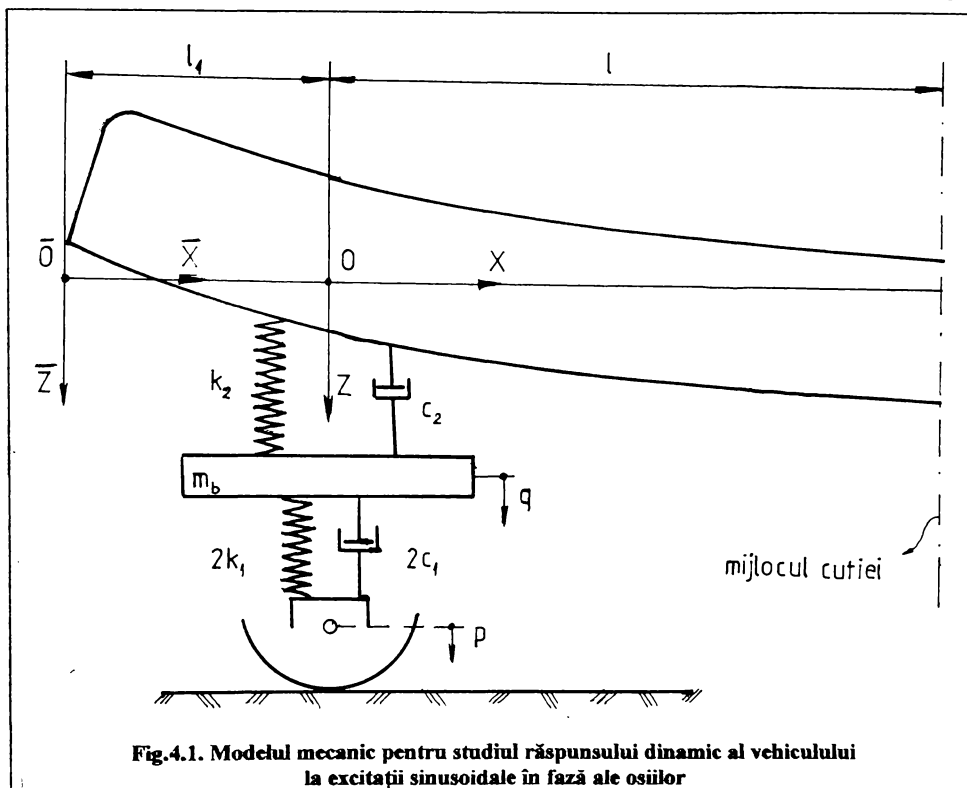 l₁
l
O̅
X̅
O
X
Z̅
k₂
Z
c₂
m_b
q
2k₁
2c₁
p
mijlocul cutiei
Fig.4.1. Modelul mecanic pentru studiul răspunsului dinamic al vehiculului
la excitații sinusoidale în fază ale osiilor